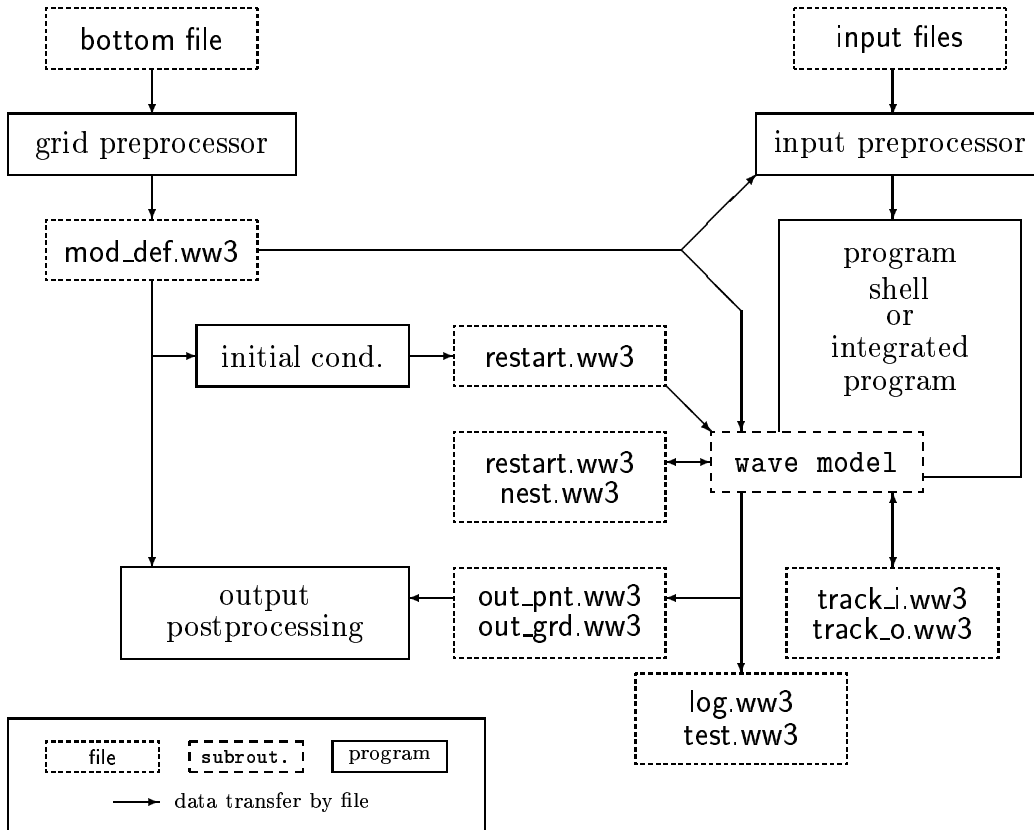 bottom file
input files
grid preprocessor
input preprocessor
mod_def.ww3
program
shell
or
integrated
program
initial cond.
restart.ww3
restart.ww3
nest.ww3
wave model
output
postprocessing
out_pnt.ww3
out_grd.ww3
track_i.ww3
track_o.ww3
log.ww3
test.ww3
file
subrout.
program
data transfer by file